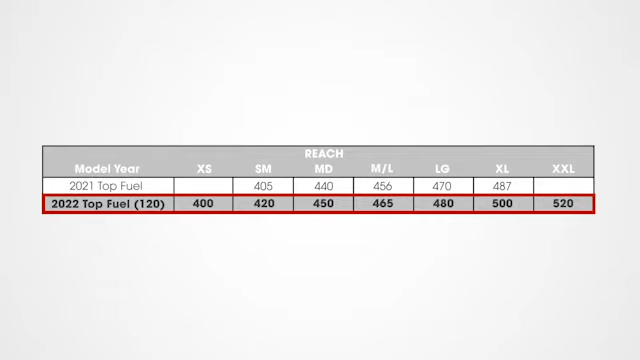 REACH
Model Year XS SM MD M/L LG XL XXL
2021 Top Fuel 405 440 456 470 487
2022 Top Fuel (120) 400 420 450 465 480 500 520